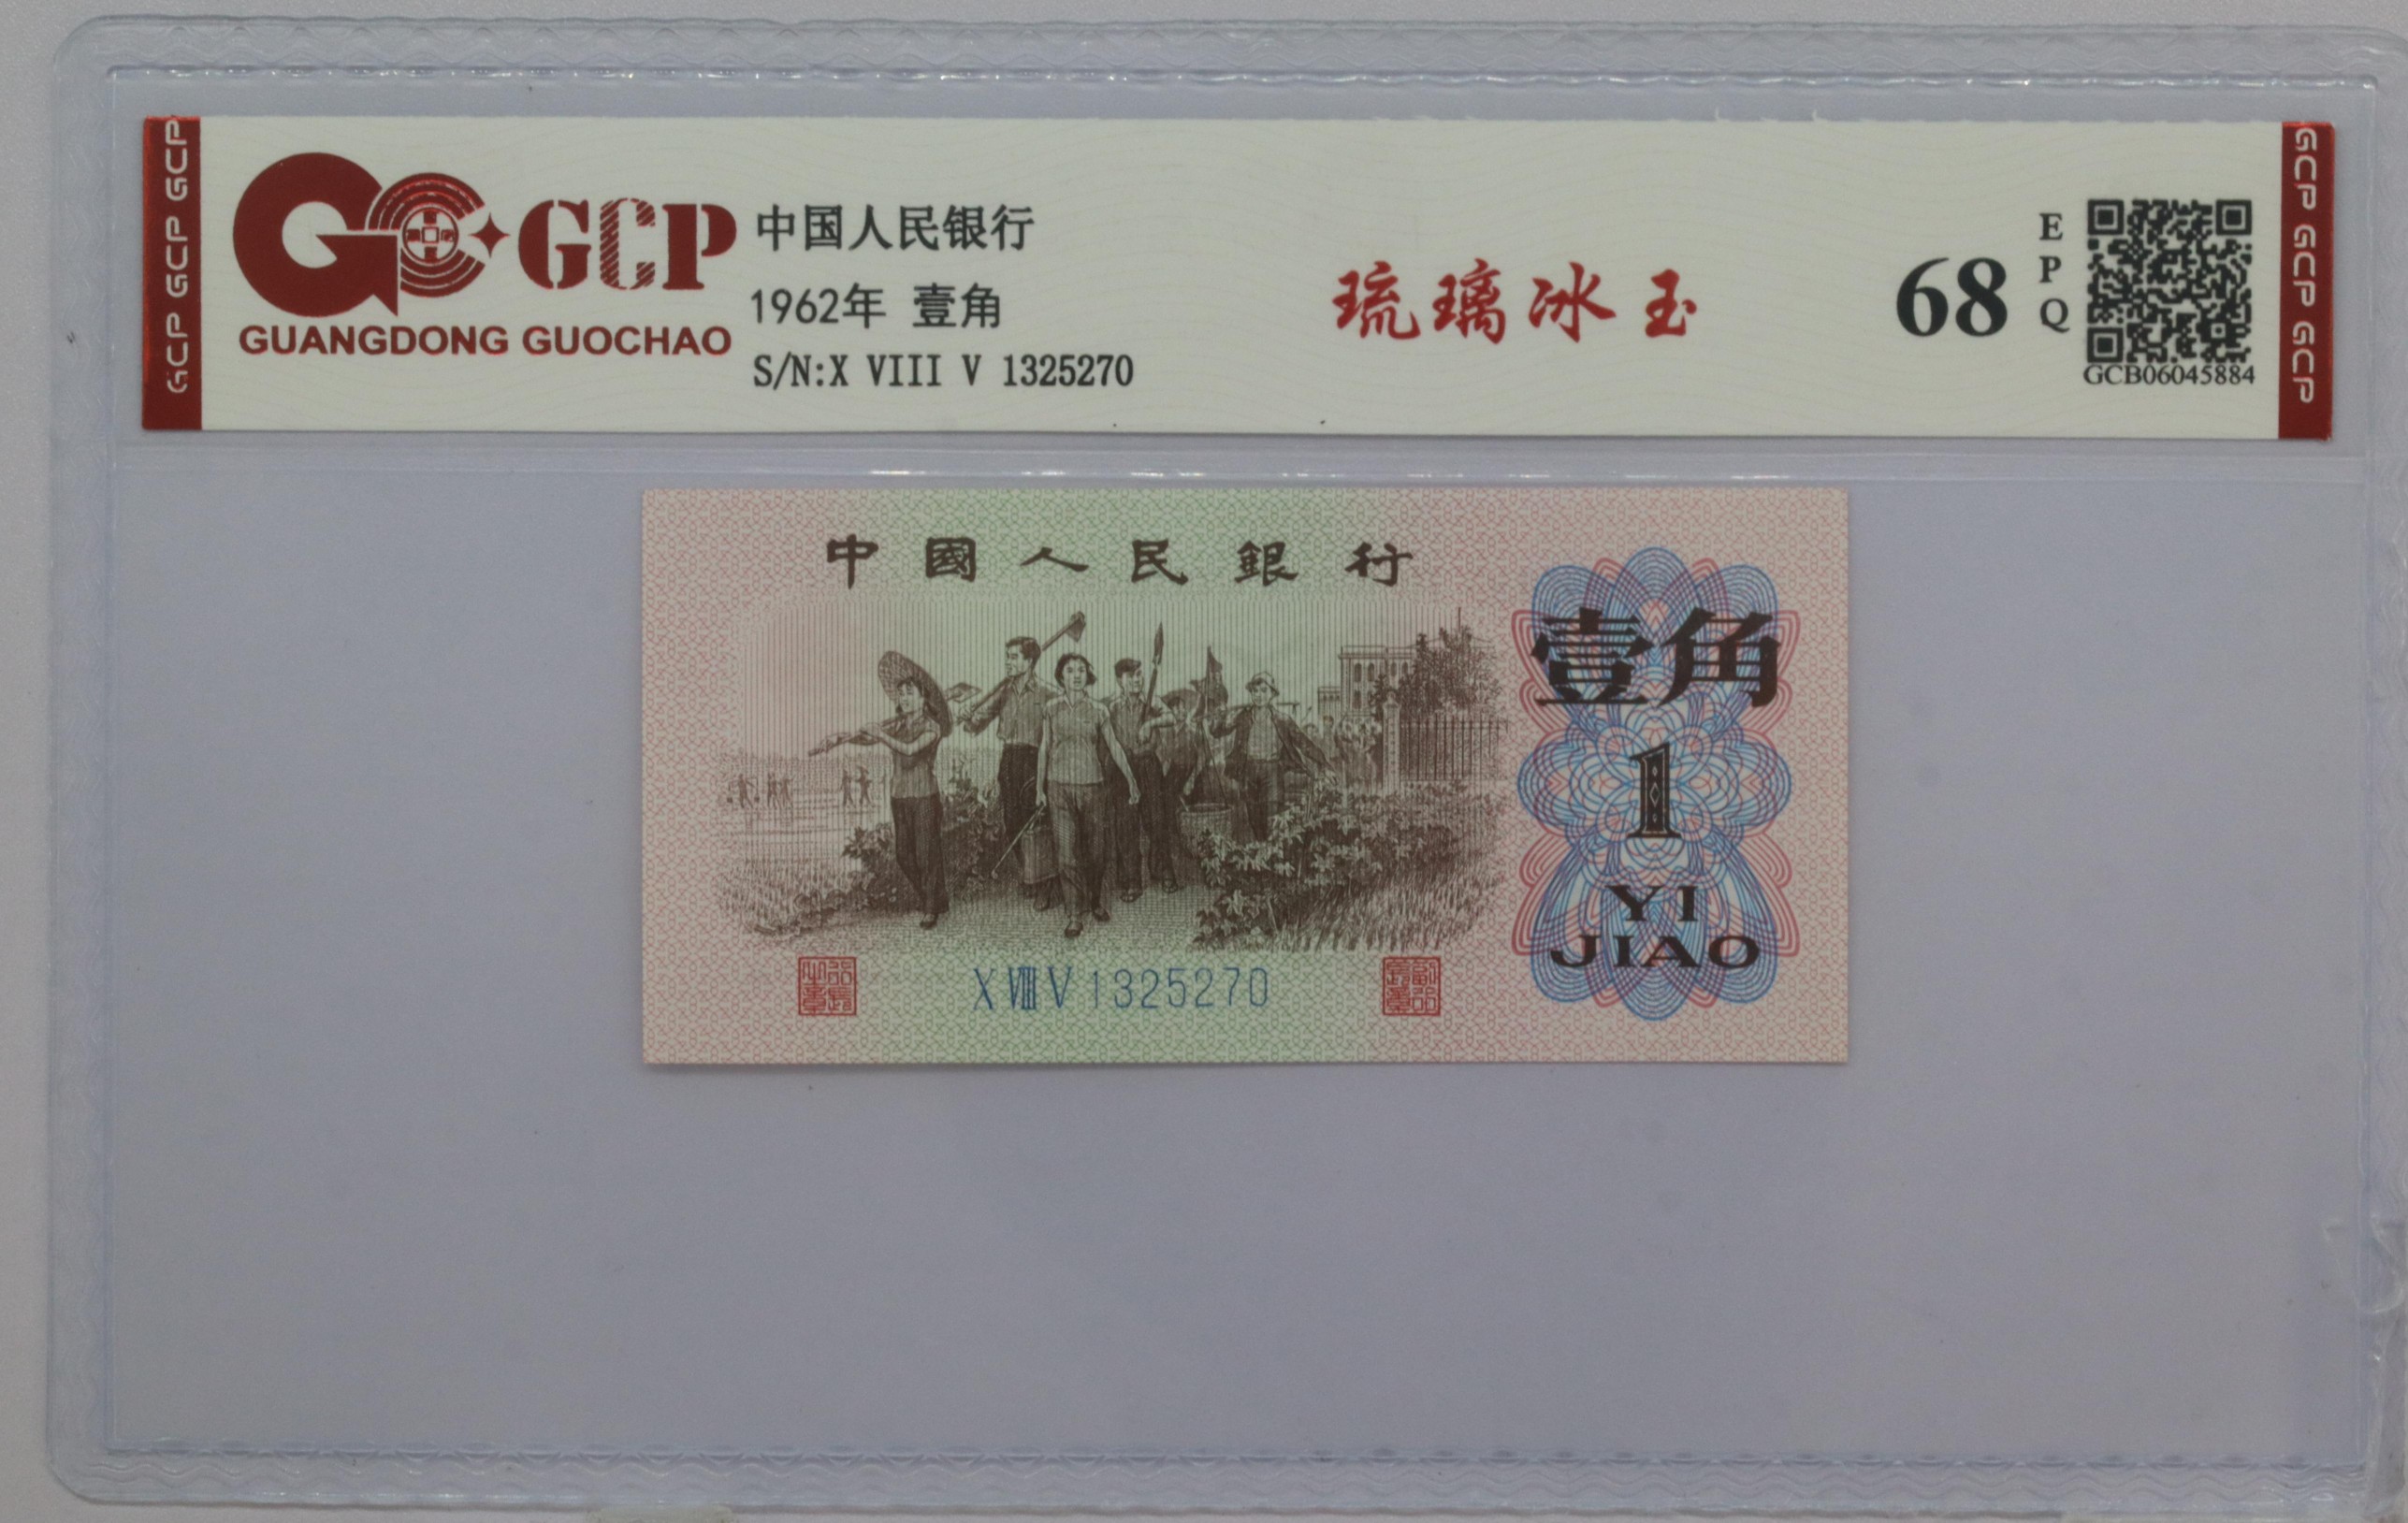 GCP GCP GCP
GCP
GUANGDONG GUOCHAO
中国人民银行
1962年 壹角
S/N:X VIII V 1325270
琉璃冰玉
68
EPQ
GCB06045884
GCP GCP GCP
中國人民銀行
壹角
1
YI
JIAO
X VIII V 1325270